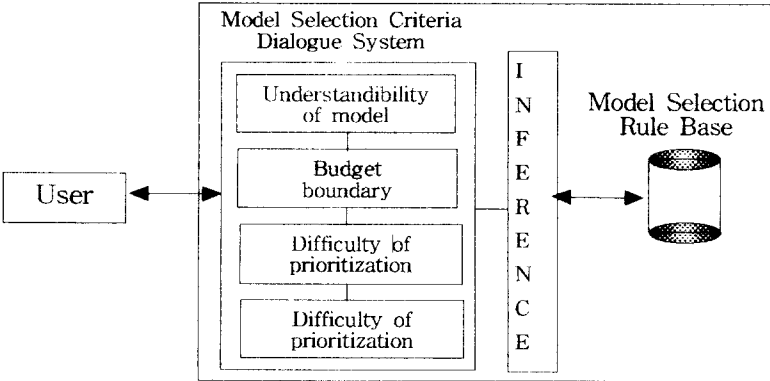 Model Selection Criteria
Dialogue System
Understandibility
of model
Budget
boundary
Difficulty of
prioritization
Difficulty of
prioritization
User
I
N
F
E
R
E
N
C
E
Model Selection
Rule Base